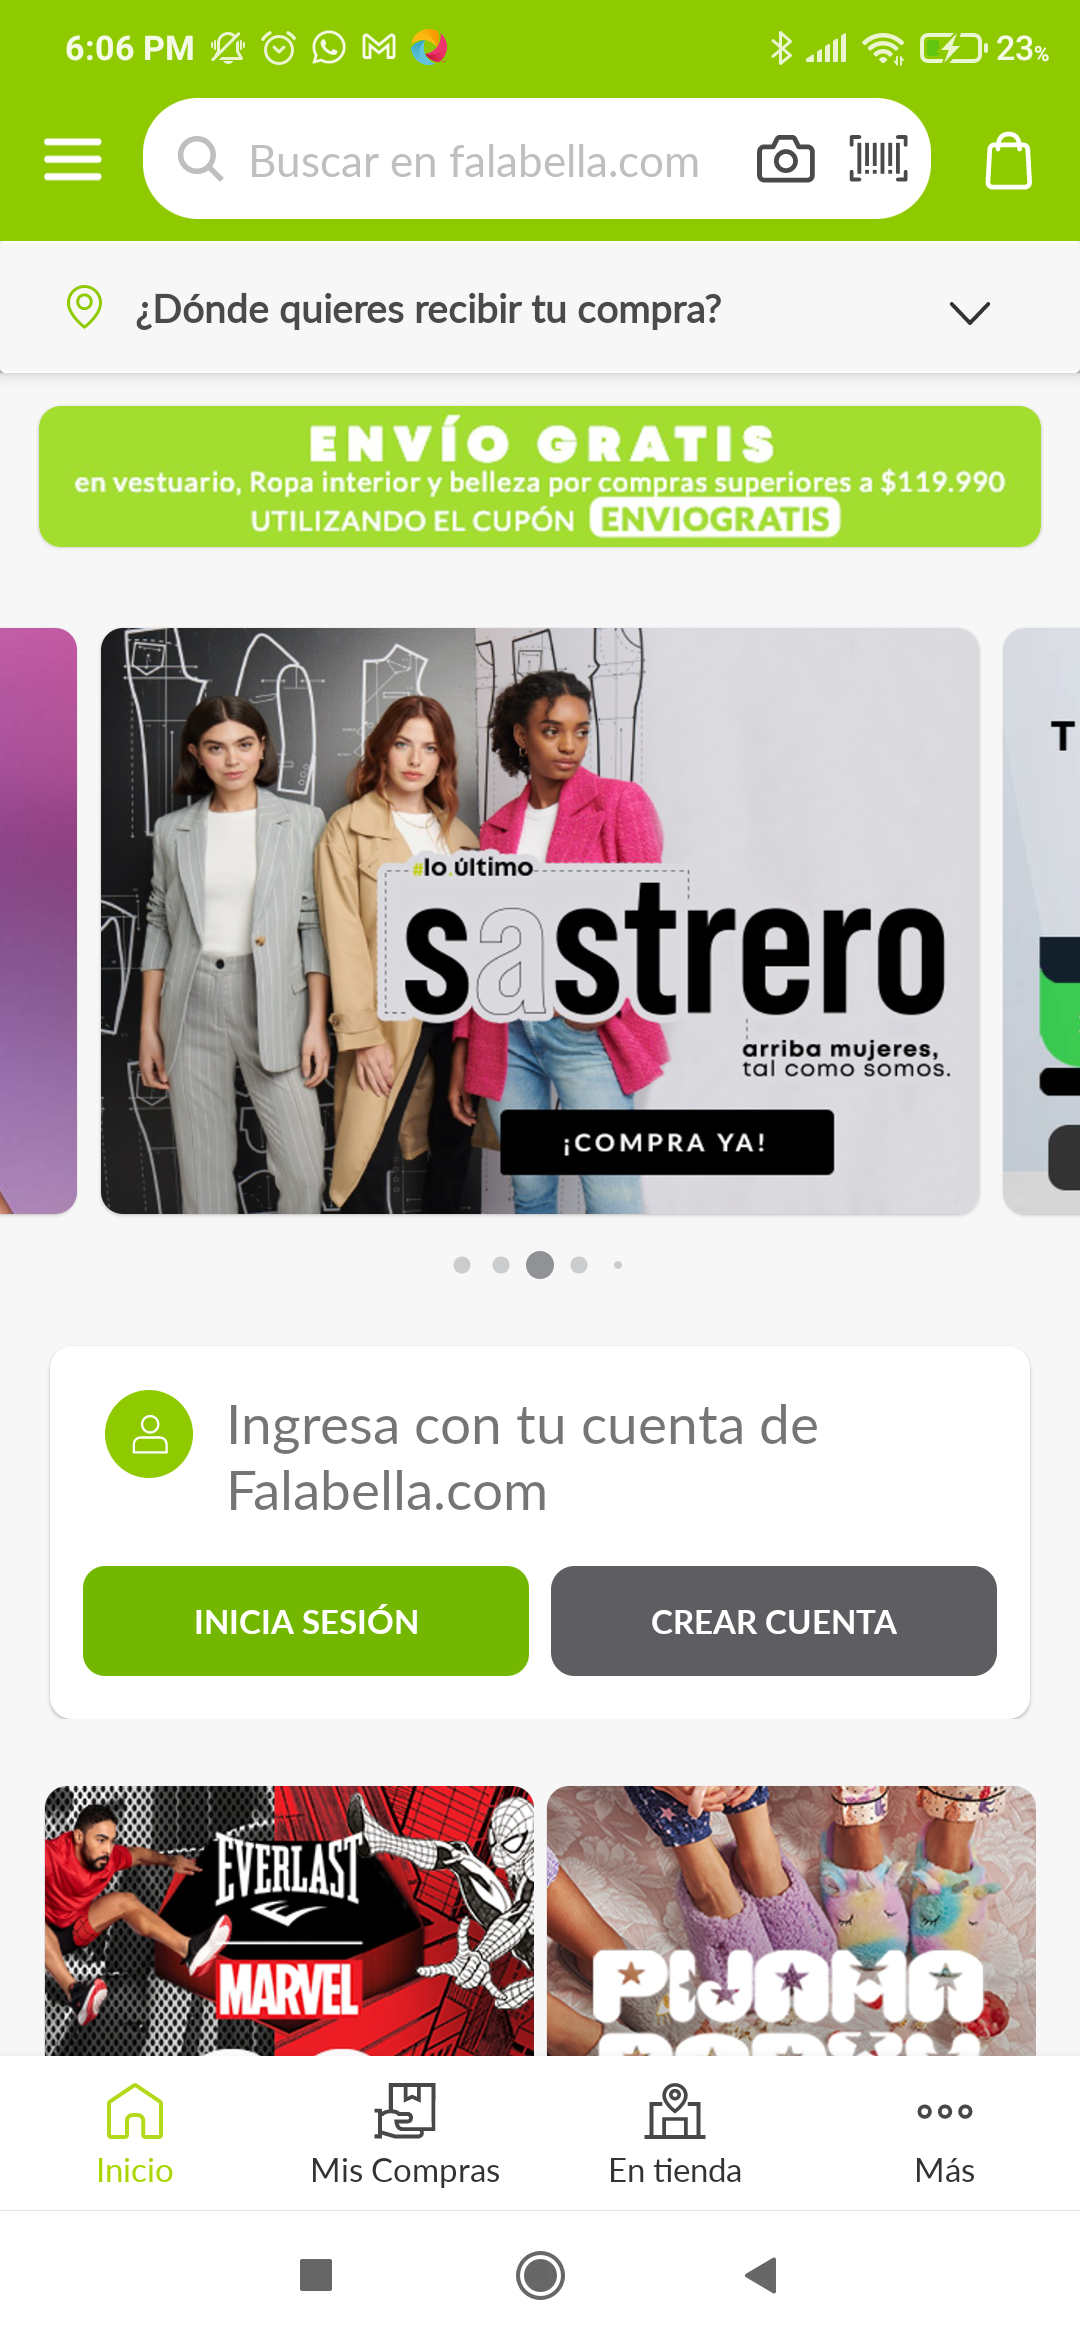 6:06 PM
23%
Buscar en falabella.com
¿Dónde quieres recibir tu compra?
ENVÍO GRATIS
en vestuario, Ropa interior y belleza por compras superiores a $119.990
UTILIZANDO EL CUPÓN ENVIOGRATIS
T
#lo último
sastrero
arriba mujeres,
tal como somos.
¡COMPRA YA!
Ingresa con tu cuenta de
Falabella.com
INICIA SESIÓN
CREAR CUENTA
EVERLAST
MARVEL
PIJAMA
PARTY
Inicio
Mis Compras
En tienda
Más